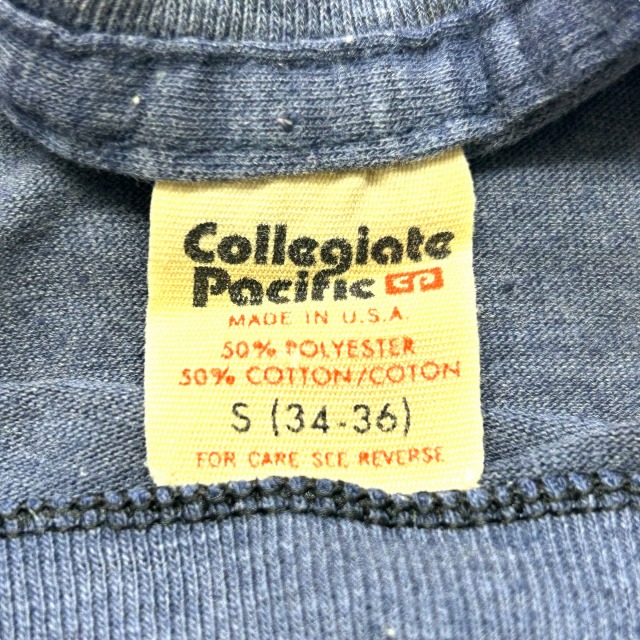 Collegiate
Pacific CP
MADE IN U.S.A.
50% POLYESTER
50% COTTON/COTON
S (34-36)
FOR CARE SEE REVERSE